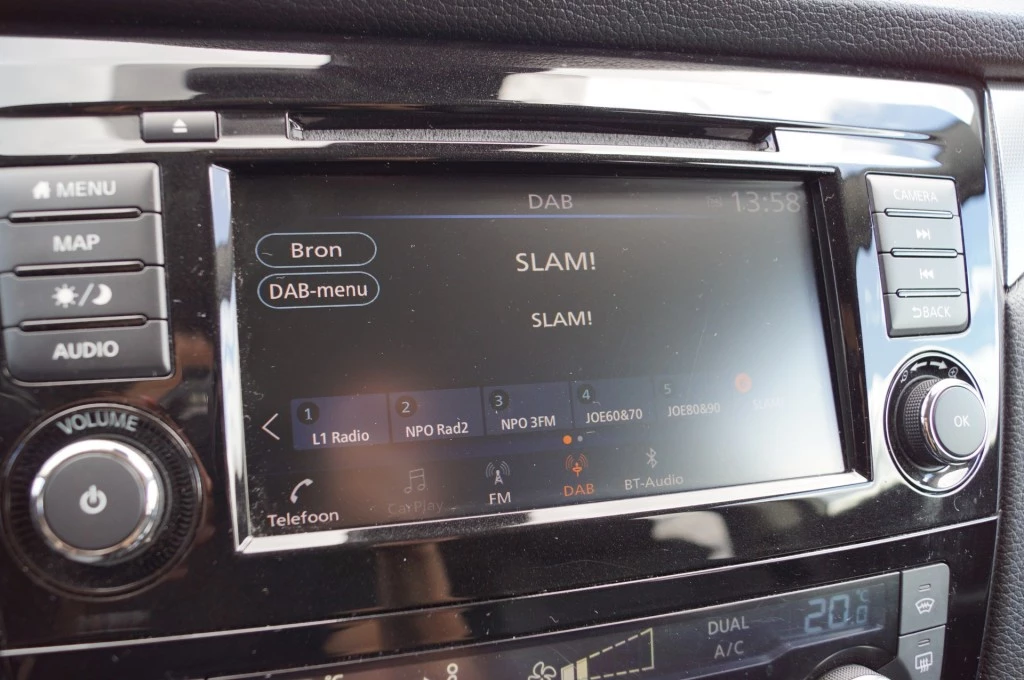 MENU
MAP
AUDIO
VOLUME
DAB
13:58
Bron
DAB-menu
SLAM!
SLAM!
1
L1 Radio
2
NPO Rad2
3
NPO 3FM
4
JOE60&70
5
JOE80&90
Telefoon
CarPlay
FM
DAB
BT-Audio
CAMERA
BACK
OK
DUAL
A/C
20.0°C